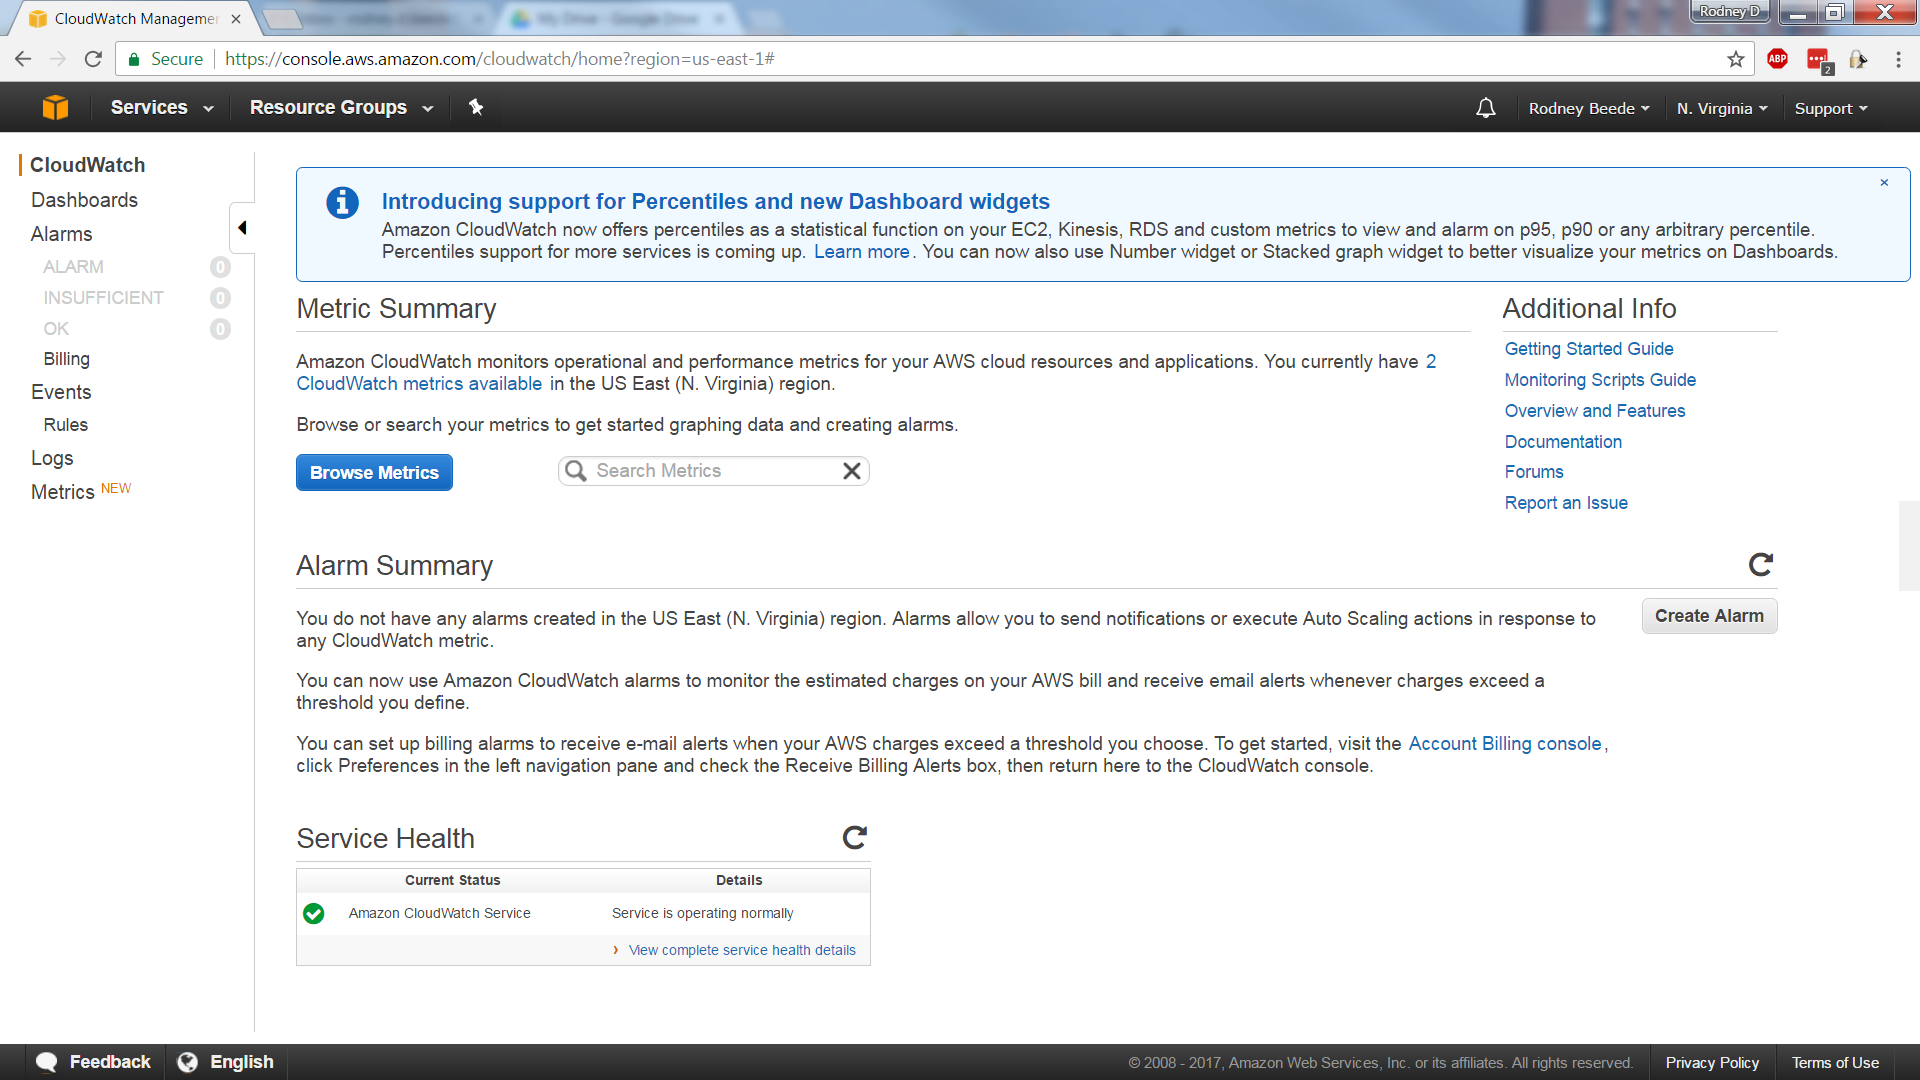 CloudWatch Managemen
My Drive - Google Drive
Rodney D
Secure
https://console.aws.amazon.com/cloudwatch/home?region=us-east-1#
ABP
2
Services
Resource Groups
Rodney Beede
N. Virginia
Support
CloudWatch
Dashboards
Alarms
ALARM 0
INSUFFICIENT 0
OK 0
Billing
Events
Rules
Logs
Metrics NEW
Introducing support for Percentiles and new Dashboard widgets
Amazon CloudWatch now offers percentiles as a statistical function on your EC2, Kinesis, RDS and custom metrics to view and alarm on p95, p90 or any arbitrary percentile.
Percentiles support for more services is coming up. Learn more. You can now also use Number widget or Stacked graph widget to better visualize your metrics on Dashboards.
Metric Summary
Amazon CloudWatch monitors operational and performance metrics for your AWS cloud resources and applications. You currently have 2
CloudWatch metrics available in the US East (N. Virginia) region.
Browse or search your metrics to get started graphing data and creating alarms.
Browse Metrics
Search Metrics
Additional Info
Getting Started Guide
Monitoring Scripts Guide
Overview and Features
Documentation
Forums
Report an Issue
Alarm Summary
You do not have any alarms created in the US East (N. Virginia) region. Alarms allow you to send notifications or execute Auto Scaling actions in response to
any CloudWatch metric.
Create Alarm
You can now use Amazon CloudWatch alarms to monitor the estimated charges on your AWS bill and receive email alerts whenever charges exceed a
threshold you define.
You can set up billing alarms to receive e-mail alerts when your AWS charges exceed a threshold you choose. To get started, visit the Account Billing console,
click Preferences in the left navigation pane and check the Receive Billing Alerts box, then return here to the CloudWatch console.
Service Health
Current Status Details
Amazon CloudWatch Service Service is operating normally
View complete service health details
Feedback
English
© 2008 - 2017, Amazon Web Services, Inc. or its affiliates. All rights reserved.
Privacy Policy
Terms of Use